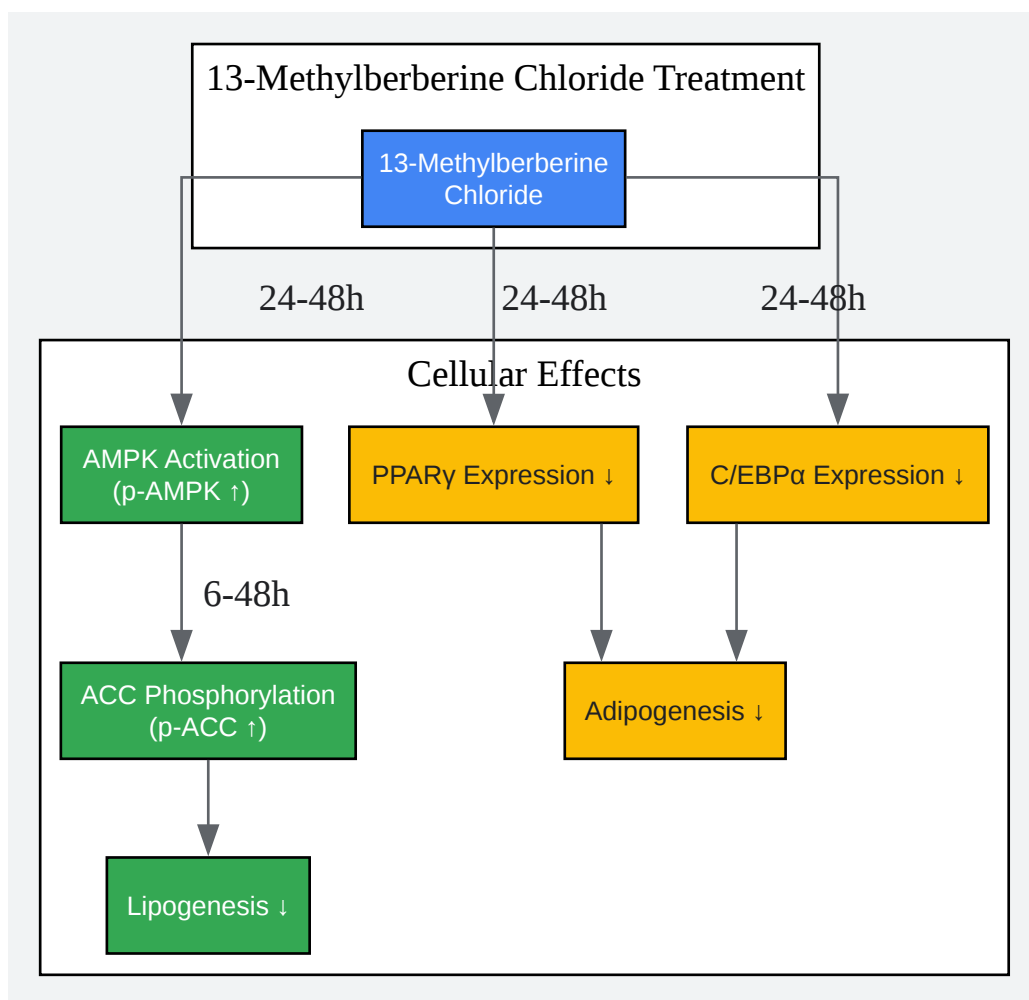 13-Methylberberine Chloride Treatment
13-Methylberberine
Chloride
24-48h
24-48h
24-48h
Cellular Effects
AMPK Activation
(p-AMPK ↑)
PPARγ Expression ↓
C/EBPα Expression ↓
6-48h
ACC Phosphorylation
(p-ACC ↑)
Adipogenesis ↓
Lipogenesis ↓